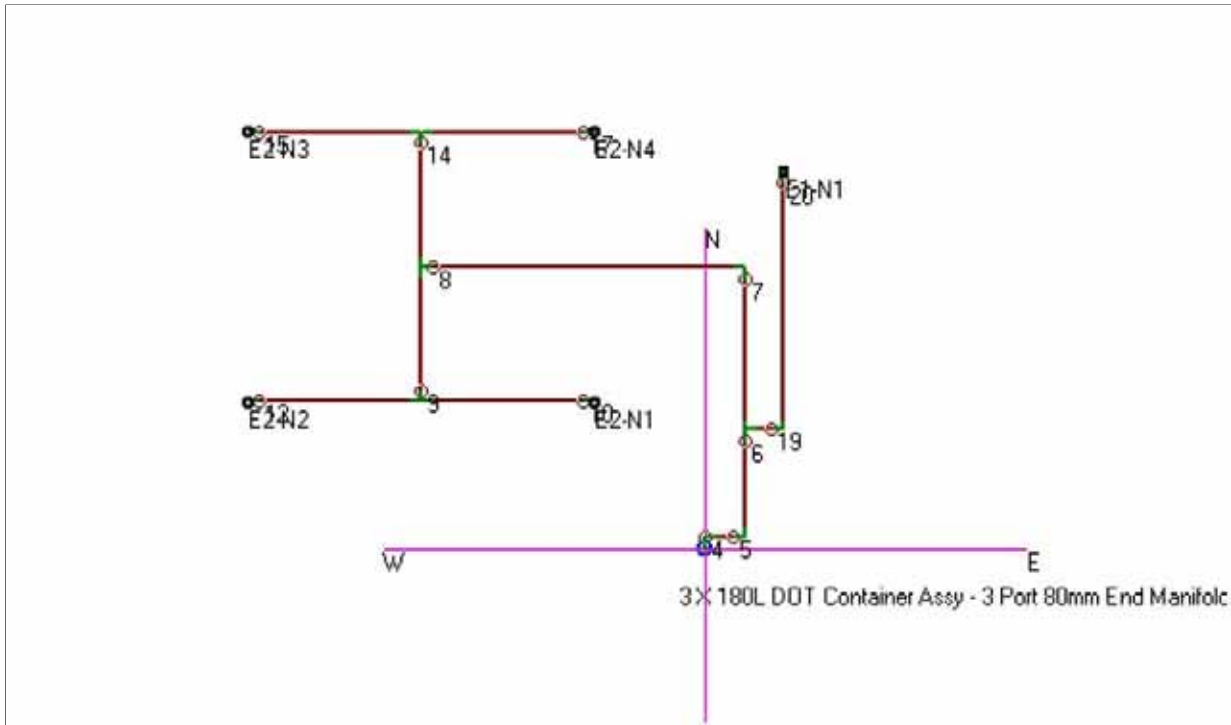 E2-N3
E2-N4
14
E1-N1
20
N
8
7
E2-N2
E2-N1
19
6
4
5
W
E
3 X 180L DOT Container Assy - 3 Port 80mm End Manifold